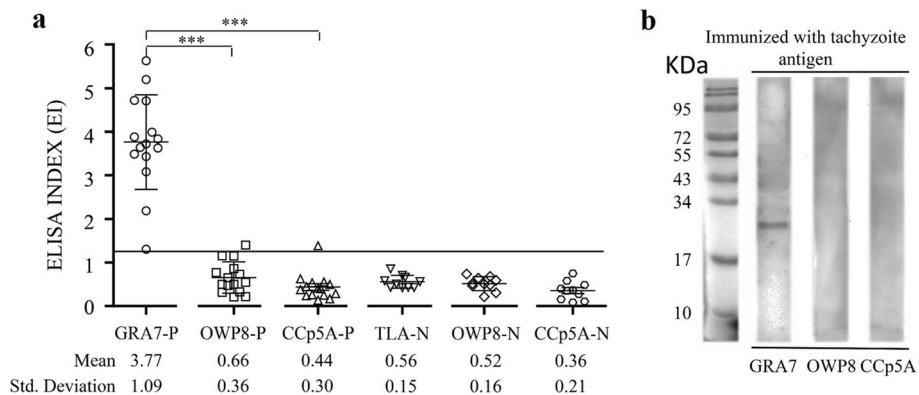 a
***
***
ELISA INDEX (EI)
6
5
4
3
2
1
0
GRA7-P OWP8-P CCp5A-P TLA-N OWP8-N CCp5A-N
Mean 3.77 0.66 0.44 0.56 0.52 0.36
Std. Deviation 1.09 0.36 0.30 0.15 0.16 0.21
b
Immunized with tachyzoite
antigen
KDa
95
72
55
43
34
17
10
GRA7 OWP8 CCp5A